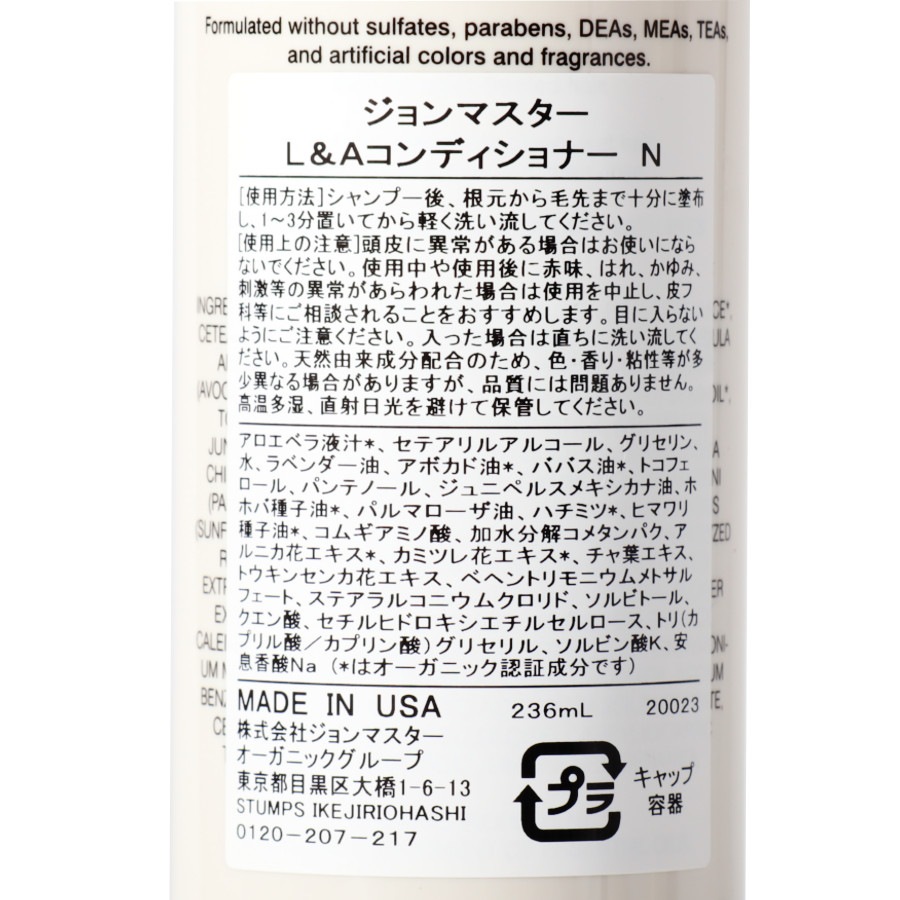 Formulated without sulfates, parabens, DEAs, MEAs, TEAs,
and artificial colors and fragrances.
ジョンマスター
L&Aコンディショナー N
[使用方法]シャンプー後、根元から毛先まで十分に塗布
し、1～3分置いてから軽く洗い流してください。
[使用上の注意]頭皮に異常がある場合はお使いになら
ないでください。使用中や使用後に赤味、はれ、かゆみ、
刺激等の異常があらわれた場合は使用を中止し、皮フ
科等にご相談されることをおすすめします。目に入らない
ようにご注意ください。入った場合は直ちに洗い流してく
ださい。天然由来成分配合のため、色・香り・粘性等が多
少異なる場合がありますが、品質には問題ありません。
高温多湿、直射日光を避けて保管してください。
アロエベラ液汁*、セテアリルアルコール、グリセリン、
水、ラベンダー油、アボカド油*、ババス油*、トコフェ
ロール、パンテノール、ジュニペルスメキシカナ油、ホ
ホバ種子油*、パルマローザ油、ハチミツ*、ヒマワリ
種子油*、コムギアミノ酸、加水分解コメタンパク、ア
ルニカ花エキス*、カミツレ花エキス*、チャ葉エキス、
トウキンセンカ花エキス、ベヘントリモニウムメトサル
フェート、ステアラルコニウムクロリド、ソルビトール、
クエン酸、セチルヒドロキシエチルセルロース、トリ(カ
プリル酸／カプリン酸)グリセリル、ソルビン酸K、安
息香酸Na (*はオーガニック認証成分です)
MADE IN USA 236mL 20023
株式会社ジョンマスター
オーガニックグループ
東京都目黒区大橋1-6-13
STUMPS IKEJIRIOHASHI
0120-207-217
プラ
キャップ
容器